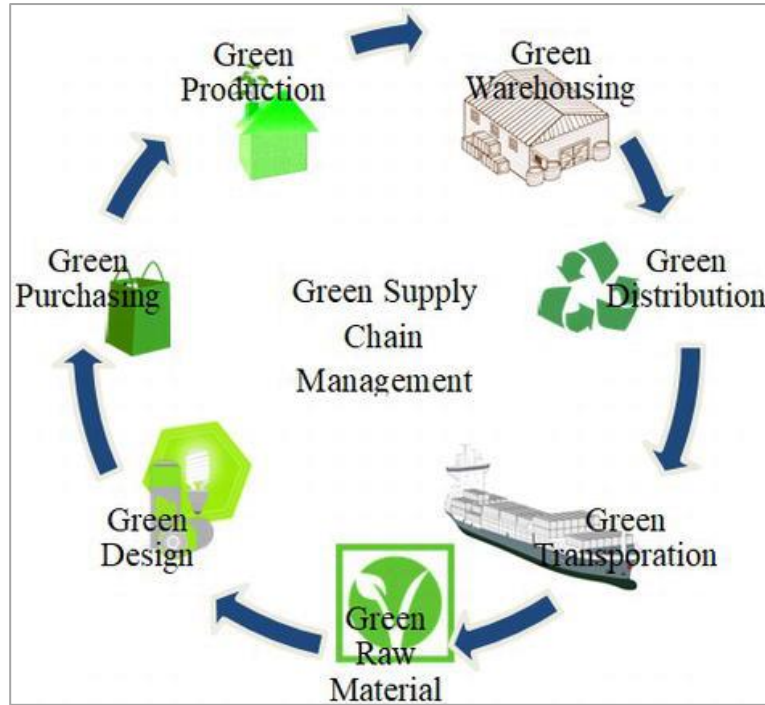 Green
Production
Green
Warehousing
Green
Distribution
Green
Transporation
Green
Raw
Material
Green
Design
Green
Purchasing
Green Supply
Chain
Management